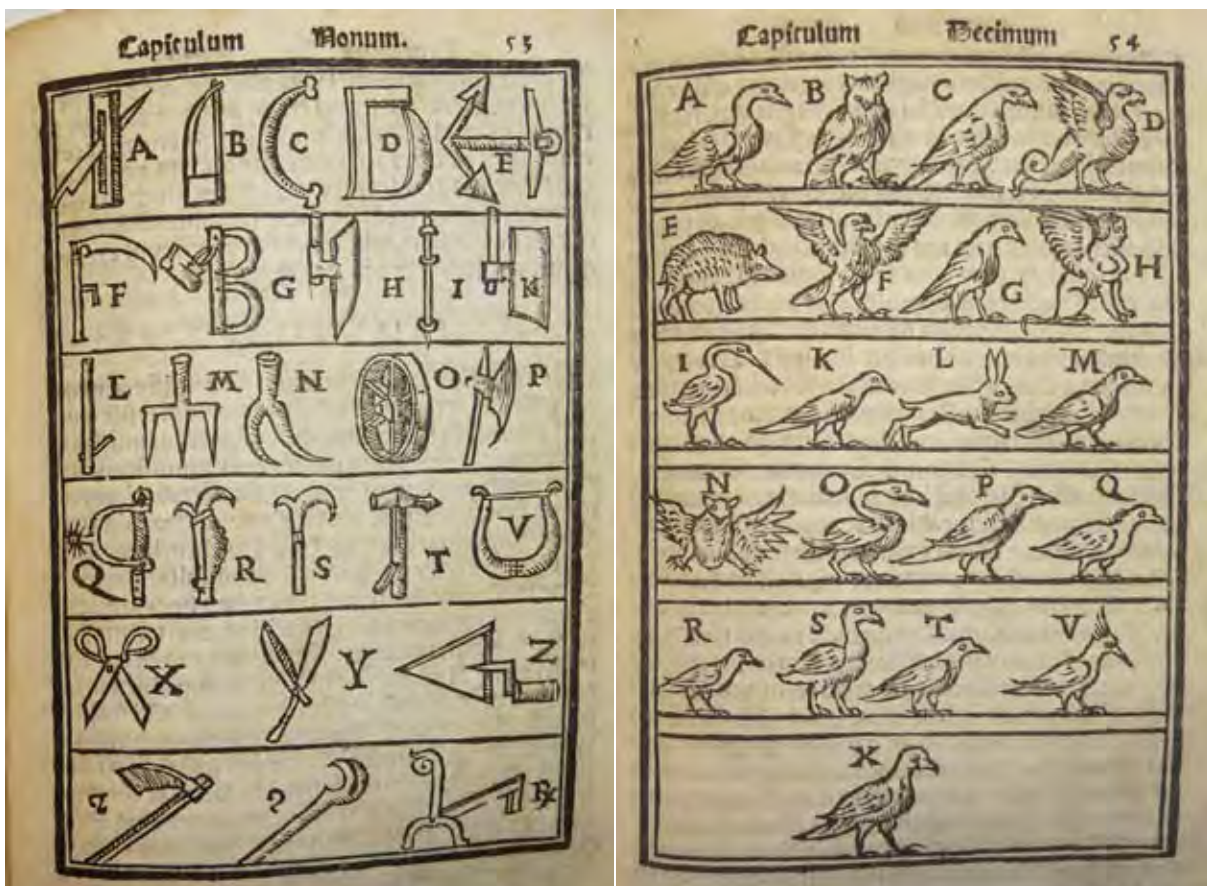 Capitulum Nonum. 53
A B C D E
F G H I K
L M N O P
Q R S T V
X Y Z
? ℞
Capitulum Decimum 54
A B C D
E F G H
I K L M
N O P Q
R S T V
X